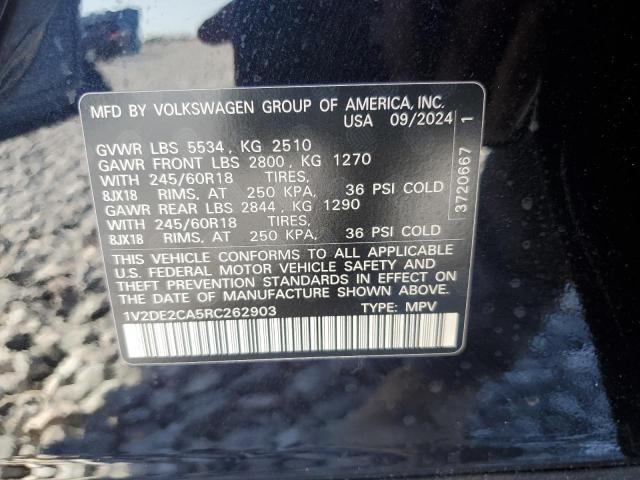 MFD BY VOLKSWAGEN GROUP OF AMERICA, INC.
USA 09/2024
GVWR LBS 5534 , KG 2510
GAWR FRONT LBS 2800 , KG 1270
WITH 245/60R18 TIRES,
8JX18 RIMS, AT 250 KPA, 36 PSI COLD
GAWR REAR LBS 2844 , KG 1290
WITH 245/60R18 TIRES,
8JX18 RIMS, AT 250 KPA, 36 PSI COLD
THIS VEHICLE CONFORMS TO ALL APPLICABLE
U.S. FEDERAL MOTOR VEHICLE SAFETY AND
THEFT PREVENTION STANDARDS IN EFFECT ON
THE DATE OF MANUFACTURE SHOWN ABOVE.
1V2DE2CA5RC262903 TYPE: MPV
3720667 1